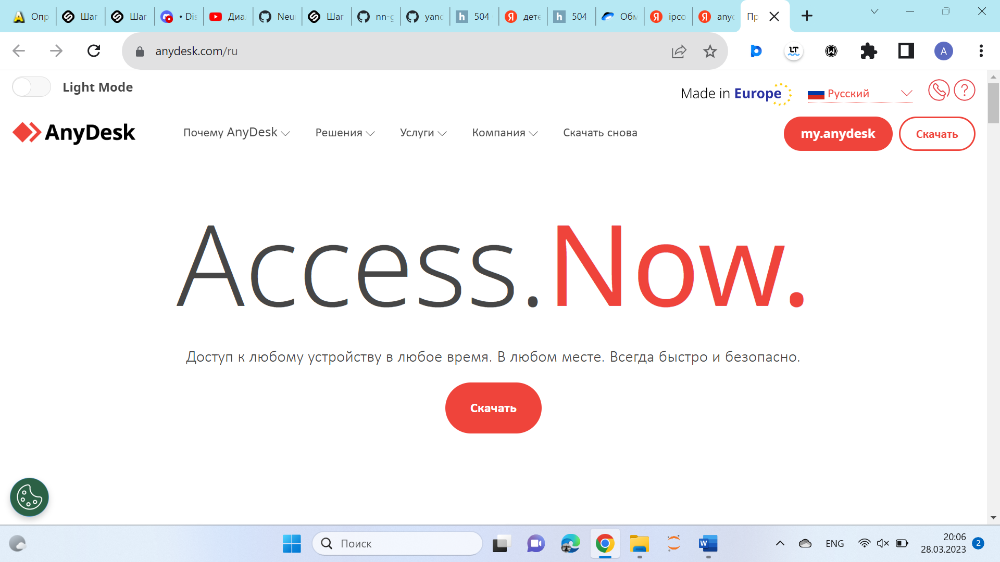 Опр
Шаг
Шаг
• Dis
Диа
Neu
Шаг
nn-g
yanc
504
дете
504
Обм
ipco
anyd
Пр
anydesk.com/ru
Light Mode
Made in Europe
Русский
AnyDesk
Почему AnyDesk
Решения
Услуги
Компания
Скачать снова
my.anydesk
Скачать
Access.Now.
Доступ к любому устройству в любое время. В любом месте. Всегда быстро и безопасно.
Скачать
Поиск
ENG
20:06
28.03.2023
2